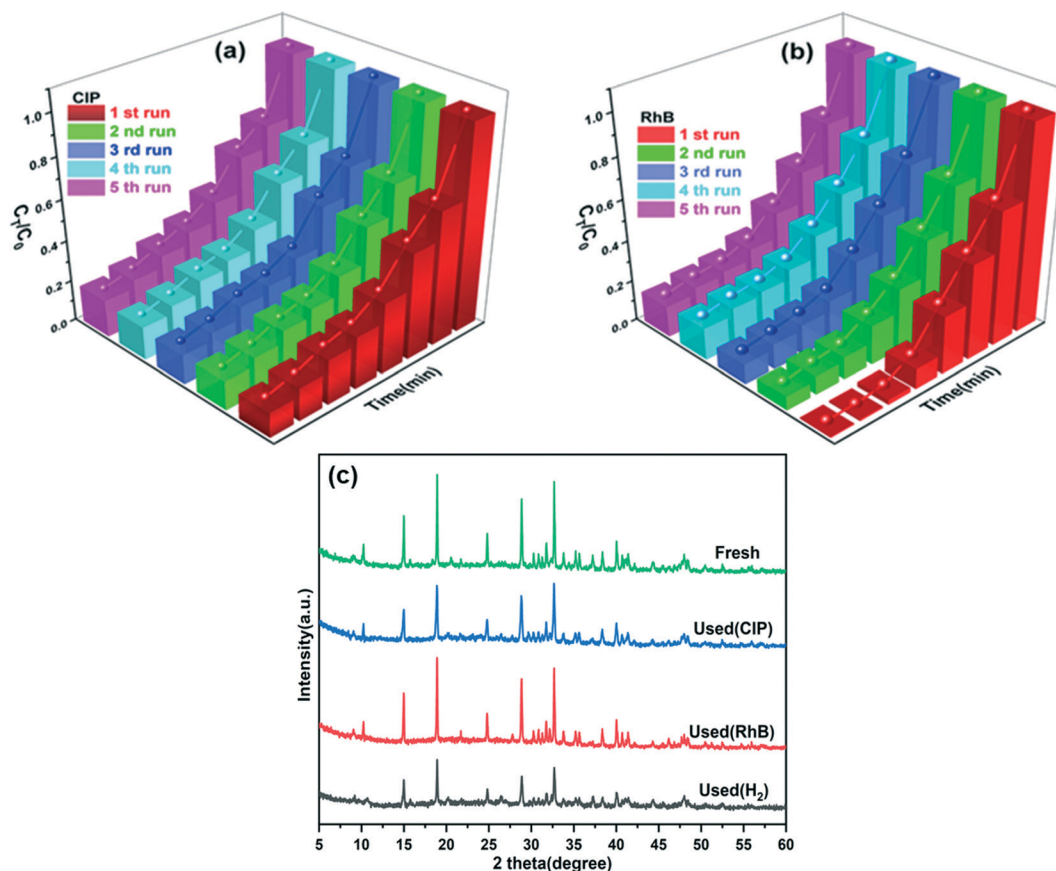 (a)
CIP
1 st run
2 nd run
3 rd run
4 th run
5 th run
1.0
0.8
0.6
0.4
0.2
0.0
Cₜ/C₀
Time(min)
(b)
RhB
1 st run
2 nd run
3 rd run
4 th run
5 th run
1.0
0.8
0.6
0.4
0.2
0.0
Cₜ/C₀
Time(min)
(c)
Fresh
Used(CIP)
Used(RhB)
Used(H₂)
Intensity(a.u.)
5 10 15 20 25 30 35 40 45 50 55 60
2 theta(degree)